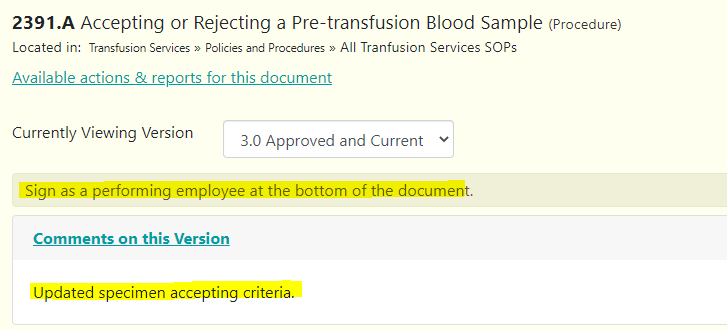 2391.A Accepting or Rejecting a Pre-transfusion Blood Sample (Procedure)
Located in: Transfusion Services » Policies and Procedures » All Tranfusion Services SOPs
Available actions & reports for this document
Currently Viewing Version 3.0 Approved and Current
Sign as a performing employee at the bottom of the document.
Comments on this Version
Updated specimen accepting criteria.